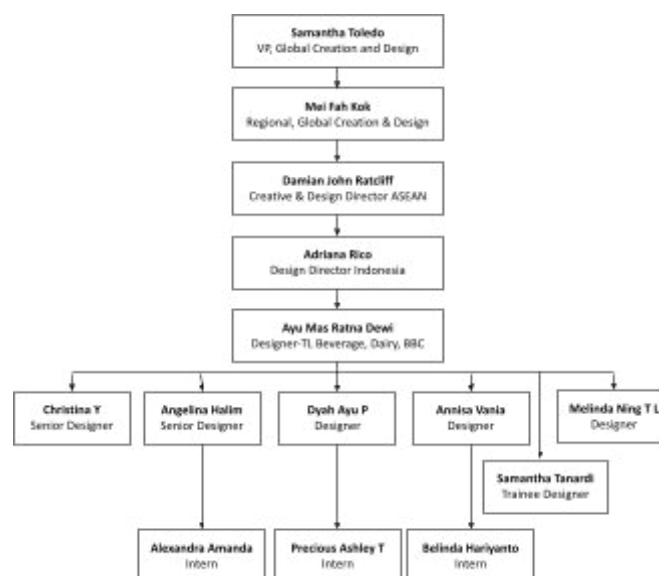 Samantha Toledo
VP, Global Creation and Design
Mei Fah Kok
Regional, Global Creation & Design
Damian John Ratcliff
Creative & Design Director ASEAN
Adriana Rico
Design Director Indonesia
Ayu Mas Ratna Dewi
Designer-TL Beverage, Dairy, BBC
Christina Y
Senior Designer
Angelina Halim
Senior Designer
Dyah Ayu P
Designer
Annisa Vania
Designer
Melinda Ning T L
Designer
Samantha Tanardi
Trainee Designer
Alexandra Amanda
Intern
Precious Ashley T
Intern
Belinda Hariyanto
Intern